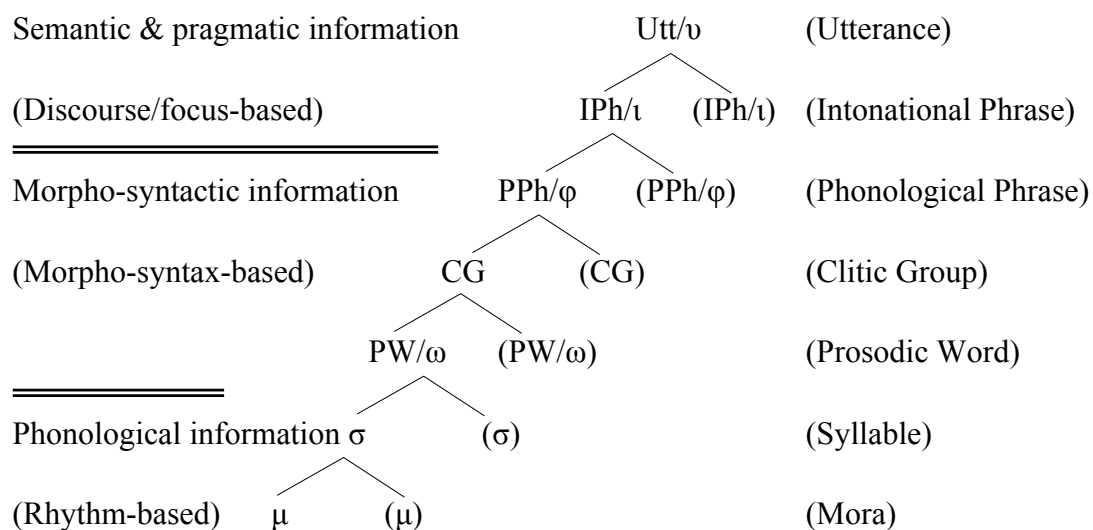 Semantic & pragmatic information Utt/υ (Utterance)
(Discourse/focus-based) IPh/ι (IPh/ι) (Intonational Phrase)
Morpho-syntactic information PPh/φ (PPh/φ) (Phonological Phrase)
(Morpho-syntax-based) CG (CG) (Clitic Group)
PW/ω (PW/ω) (Prosodic Word)
Phonological information σ (σ) (Syllable)
(Rhythm-based) μ (μ) (Mora)